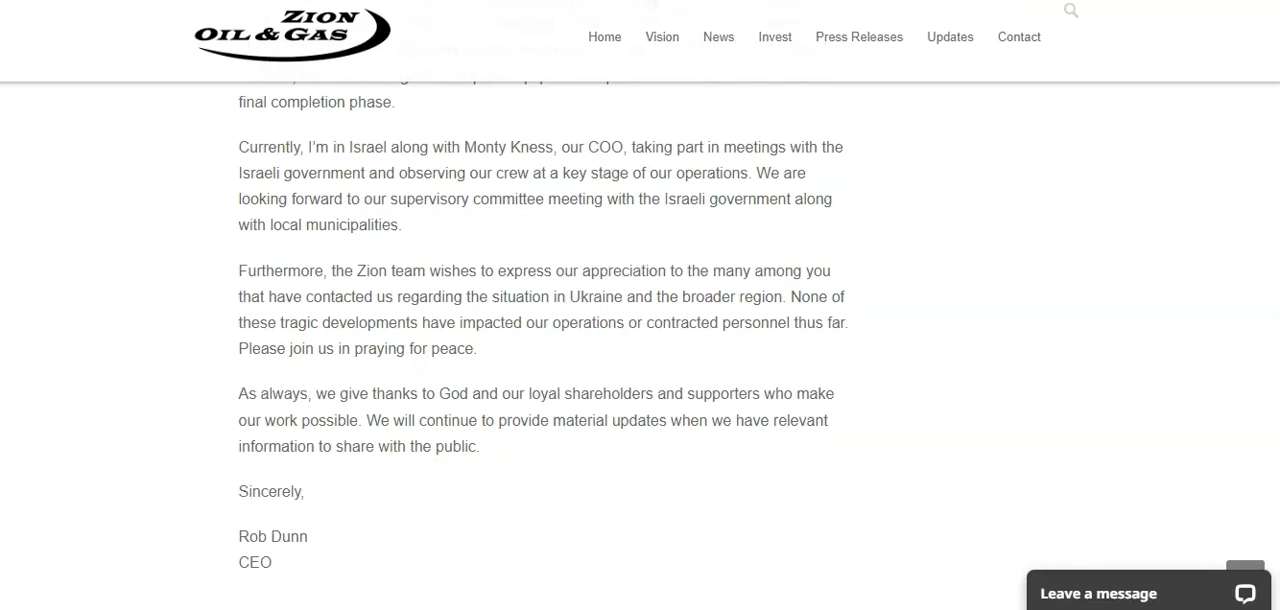 ZION
OIL & GAS
Home Vision News Invest Press Releases Updates Contact
final completion phase.
Currently, I'm in Israel along with Monty Kness, our COO, taking part in meetings with the
Israeli government and observing our crew at a key stage of our operations. We are
looking forward to our supervisory committee meeting with the Israeli government along
with local municipalities.
Furthermore, the Zion team wishes to express our appreciation to the many among you
that have contacted us regarding the situation in Ukraine and the broader region. None of
these tragic developments have impacted our operations or contracted personnel thus far.
Please join us in praying for peace.
As always, we give thanks to God and our loyal shareholders and supporters who make
our work possible. We will continue to provide material updates when we have relevant
information to share with the public.
Sincerely,
Rob Dunn
CEO
Leave a message